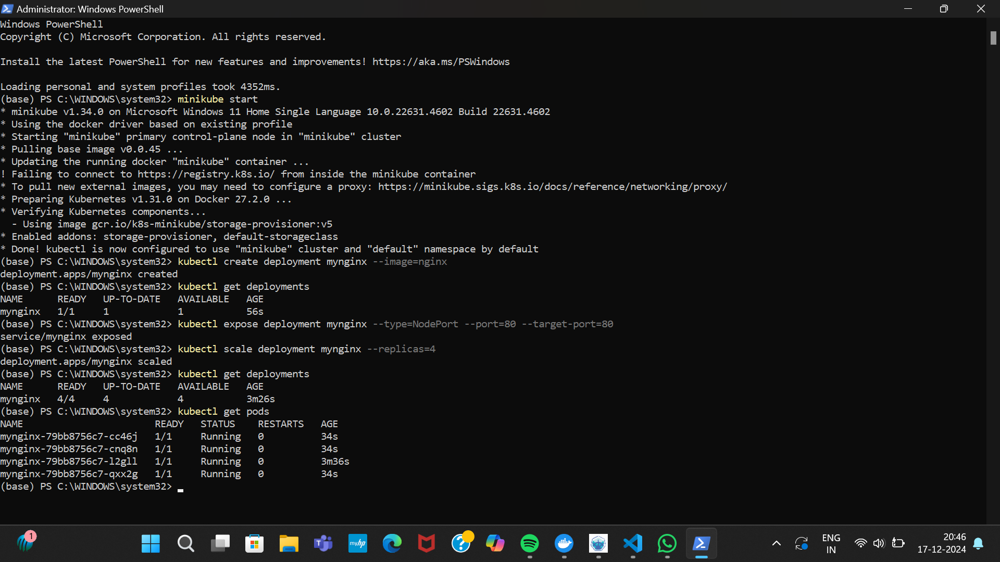 Administrator: Windows PowerShell
Windows PowerShell
Copyright (C) Microsoft Corporation. All rights reserved.
Install the latest PowerShell for new features and improvements! https://aka.ms/PSWindows
Loading personal and system profiles took 4352ms.
(base) PS C:\WINDOWS\system32> minikube start
* minikube v1.34.0 on Microsoft Windows 11 Home Single Language 10.0.22631.4602 Build 22631.4602
* Using the docker driver based on existing profile
* Starting "minikube" primary control-plane node in "minikube" cluster
* Pulling base image v0.0.45 ...
* Updating the running docker "minikube" container ...
! Failing to connect to https://registry.k8s.io/ from inside the minikube container
* To pull new external images, you may need to configure a proxy: https://minikube.sigs.k8s.io/docs/reference/networking/proxy/
* Preparing Kubernetes v1.31.0 on Docker 27.2.0 ...
* Verifying Kubernetes components...
  - Using image gcr.io/k8s-minikube/storage-provisioner:v5
* Enabled addons: storage-provisioner, default-storageclass
* Done! kubectl is now configured to use "minikube" cluster and "default" namespace by default
(base) PS C:\WINDOWS\system32> kubectl create deployment mynginx --image=nginx
deployment.apps/mynginx created
(base) PS C:\WINDOWS\system32> kubectl get deployments
NAME      READY   UP-TO-DATE   AVAILABLE   AGE
mynginx   1/1     1            1           56s
(base) PS C:\WINDOWS\system32> kubectl expose deployment mynginx --type=NodePort --port=80 --target-port=80
service/mynginx exposed
(base) PS C:\WINDOWS\system32> kubectl scale deployment mynginx --replicas=4
deployment.apps/mynginx scaled
(base) PS C:\WINDOWS\system32> kubectl get deployments
NAME      READY   UP-TO-DATE   AVAILABLE   AGE
mynginx   4/4     4            4           3m26s
(base) PS C:\WINDOWS\system32> kubectl get pods
NAME                       READY   STATUS    RESTARTS   AGE
mynginx-79bb8756c7-cc46j   1/1     Running   0          34s
mynginx-79bb8756c7-cnq8n   1/1     Running   0          34s
mynginx-79bb8756c7-l2gll   1/1     Running   0          3m36s
mynginx-79bb8756c7-qxx2g   1/1     Running   0          34s
(base) PS C:\WINDOWS\system32>
1
myhp
ENG
IN
20:46
17-12-2024